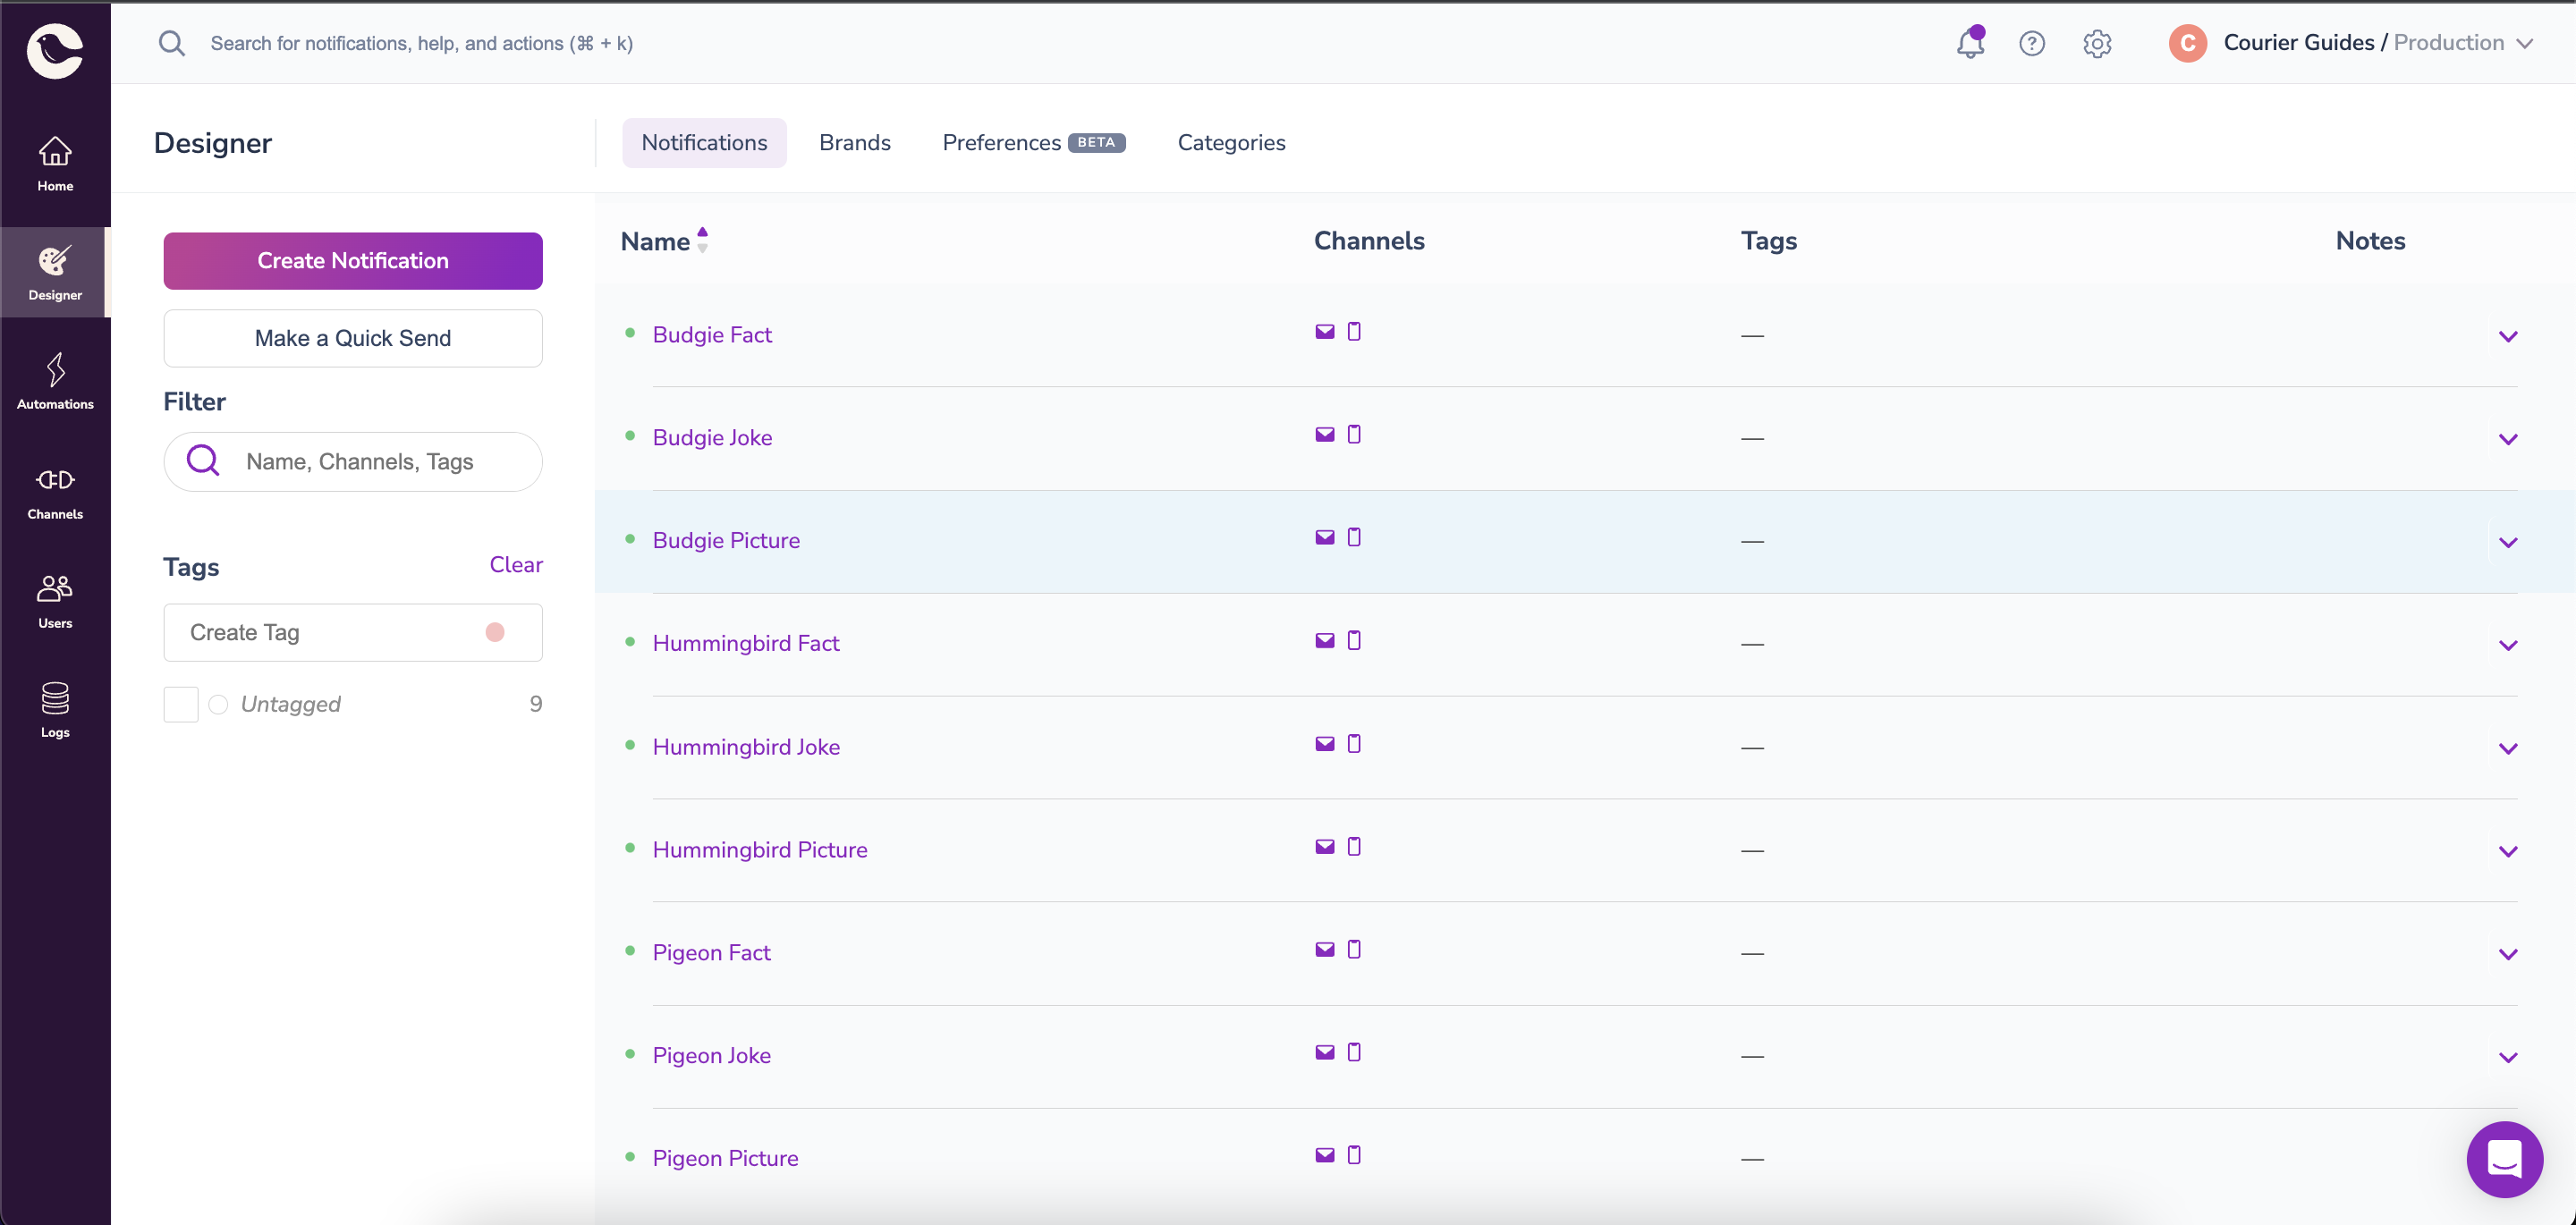 Search for notifications, help, and actions (⌘ + k)
C Courier Guides / Production
Home
Designer
Automations
Channels
Users
Logs
Designer
Notifications Brands Preferences BETA Categories
Create Notification
Make a Quick Send
Filter
Name, Channels, Tags
Tags Clear
Create Tag
Untagged 9
Name Channels Tags Notes
Budgie Fact —
Budgie Joke —
Budgie Picture —
Hummingbird Fact —
Hummingbird Joke —
Hummingbird Picture —
Pigeon Fact —
Pigeon Joke —
Pigeon Picture —